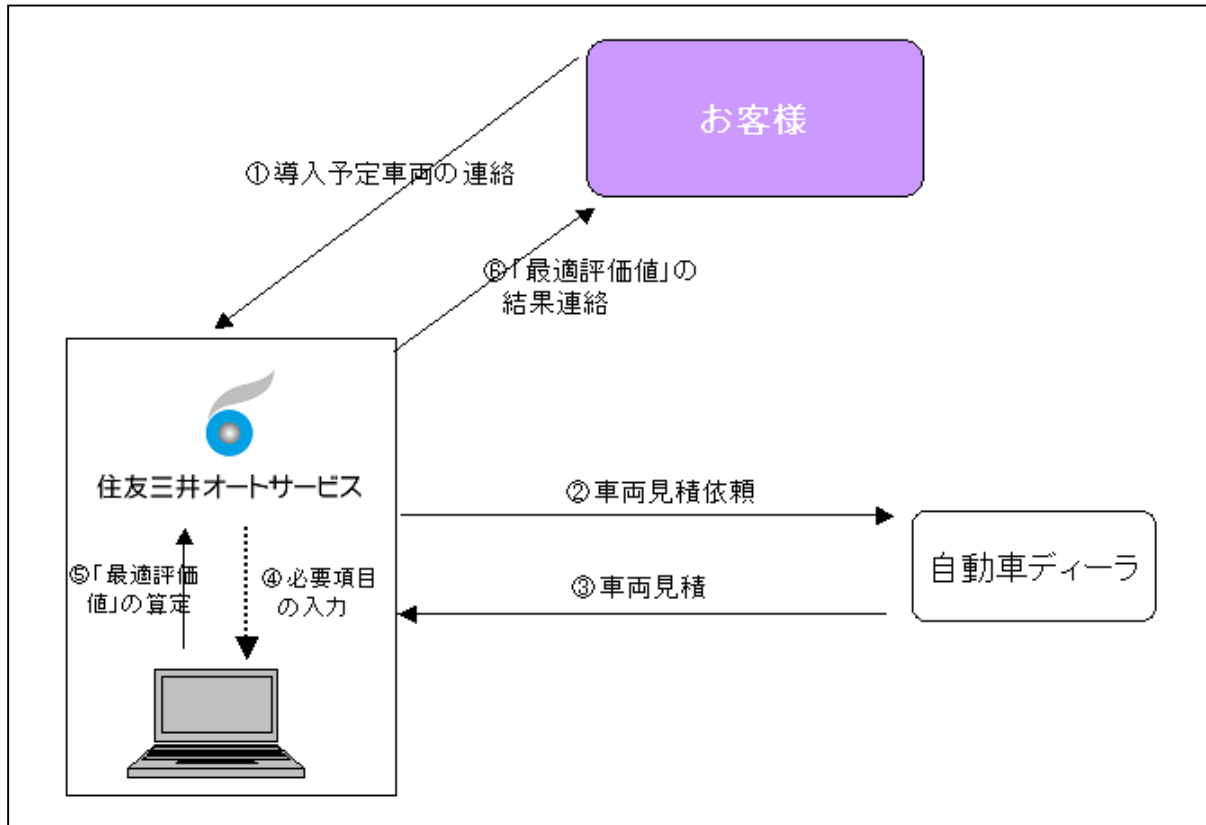 お客様
①導入予定車両の連絡
⑥「最適評価値」の
結果連絡
住友三井オートサービス
②車両見積依頼
自動車ディーラ
③車両見積
⑤「最適評価
値」の算定
④必要項目
の入力